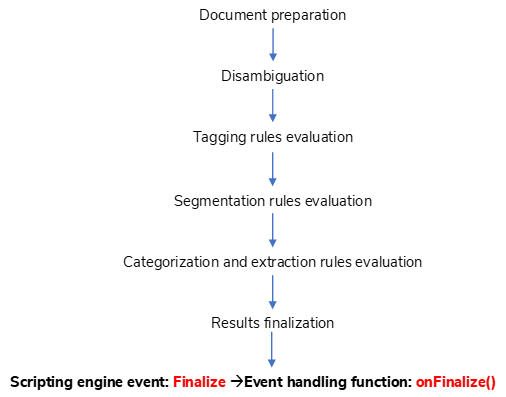 Document preparation
Disambiguation
Tagging rules evaluation
Segmentation rules evaluation
Categorization and extraction rules evaluation
Results finalization
Scripting engine event: Finalize →Event handling function: onFinalize()